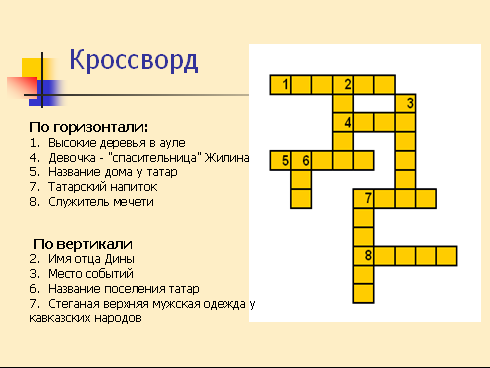 Кроссворд
По горизонтали:
1. Высокие деревья в ауле
4. Девочка - "спасительница" Жилина
5. Название дома у татар
7. Татарский напиток
8. Служитель мечети
По вертикали
2. Имя отца Дины
3. Место событий
6. Название поселения татар
7. Стеганая верхняя мужская одежда у
кавказских народов
1 2
3
4
5 6
7
8